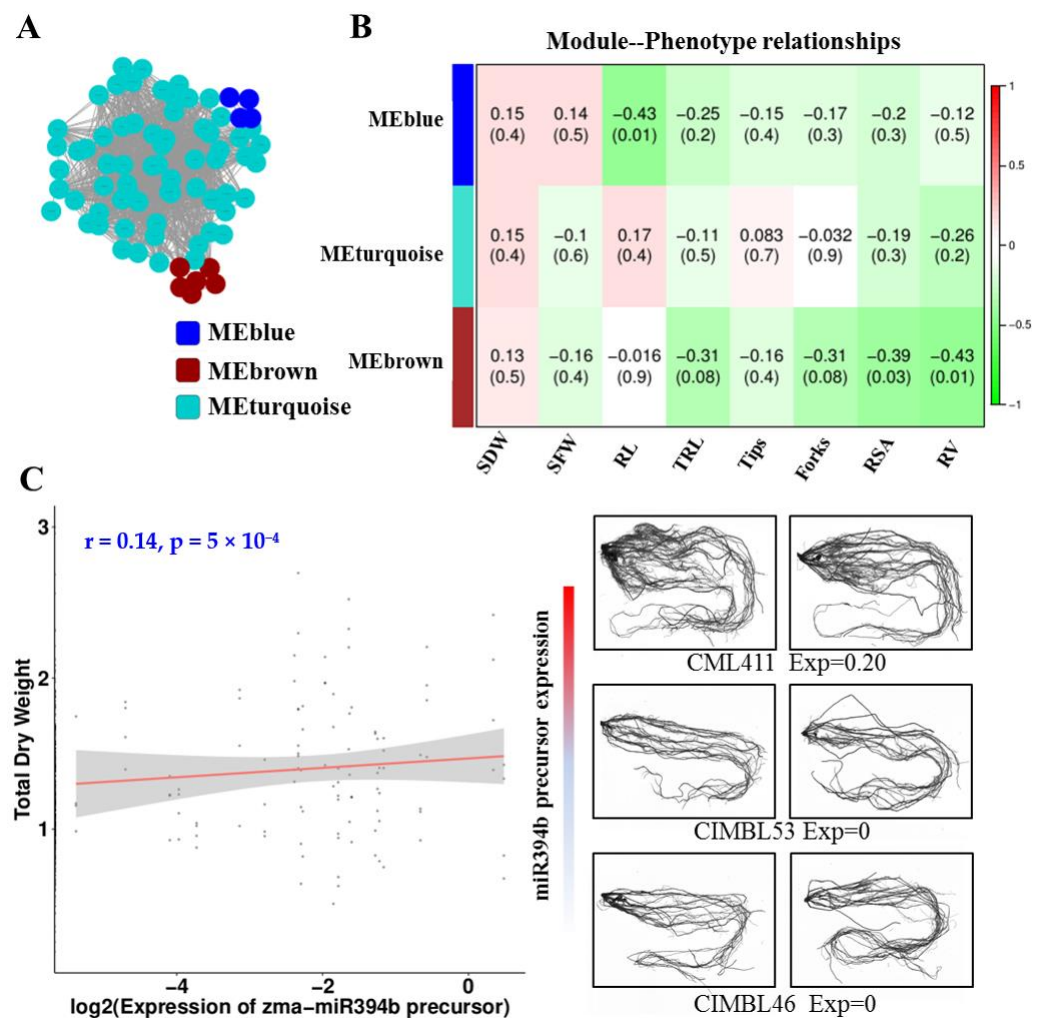 A
MEblue
MEbrown
MEturquoise
B
Module--Phenotype relationships
MEblue
0.15 0.14 −0.43 −0.25 −0.15 −0.17 −0.2 −0.12
(0.4) (0.5) (0.01) (0.2) (0.4) (0.3) (0.3) (0.5)
MEturquoise
0.15 −0.1 0.17 −0.11 0.083 −0.032 −0.19 −0.26
(0.4) (0.6) (0.4) (0.5) (0.7) (0.9) (0.3) (0.2)
MEbrown
0.13 −0.16 −0.016 −0.31 −0.16 −0.31 −0.39 −0.43
(0.5) (0.4) (0.9) (0.08) (0.4) (0.08) (0.03) (0.01)
SDW SFW RL TRL Tips Forks RSA RV
1
0.5
0
−0.5
−1
C
r = 0.14, p = 5 × 10⁻⁴
Total Dry Weight
3
2
1
−4 −2 0
log2(Expression of zma−miR394b precursor)
miR394b precursor expression
CML411 Exp=0.20
CIMBL53 Exp=0
CIMBL46 Exp=0